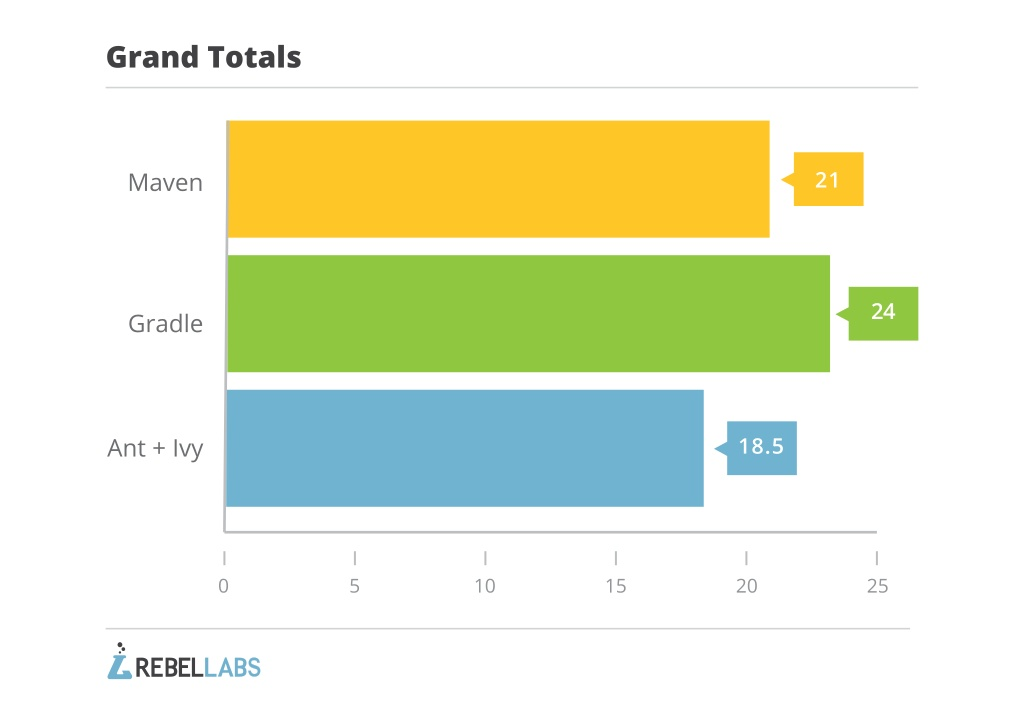 Grand Totals
Maven
21
Gradle
24
Ant + Ivy
18.5
0 5 10 15 20 25
REBELLABS